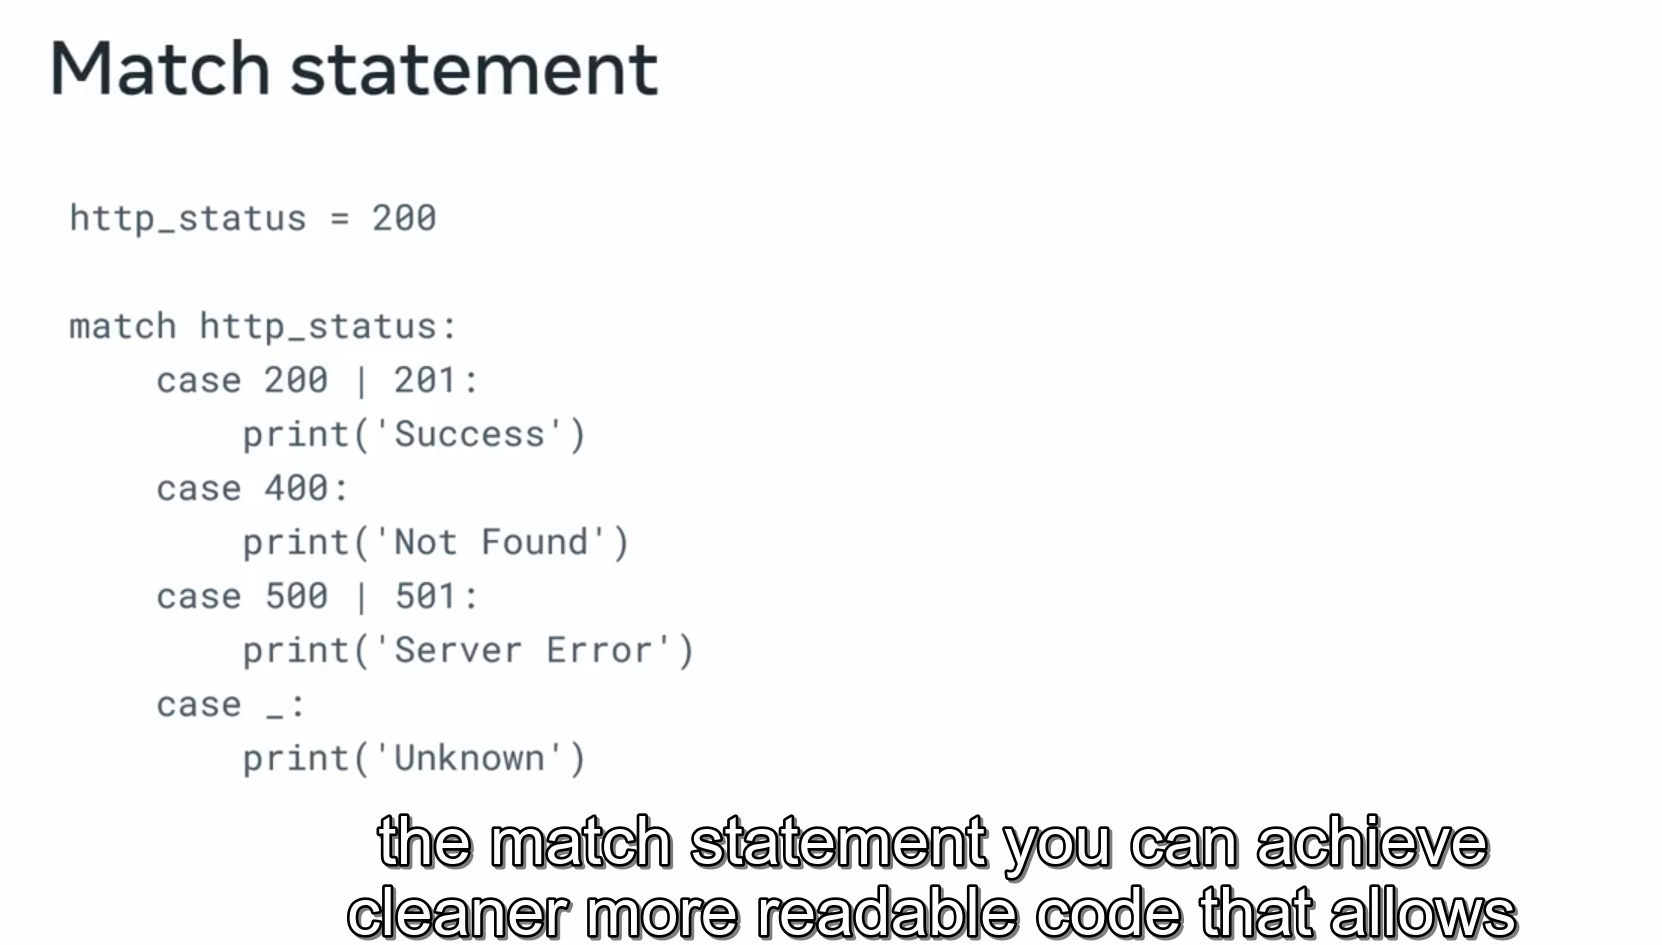 Match statement
http_status = 200
match http_status:
    case 200 | 201:
        print('Success')
    case 400:
        print('Not Found')
    case 500 | 501:
        print('Server Error')
    case _:
        print('Unknown')
the match statement you can achieve
cleaner more readable code that allows